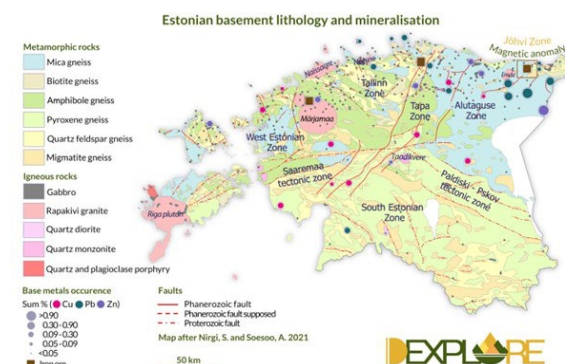 Estonian basement lithology and mineralisation
Metamorphic rocks
Mica gneiss
Biotite gneiss
Amphibole gneiss
Pyroxene gneiss
Quartz feldspar gneiss
Migmatite gneiss
Igneous rocks
Gabbro
Rapakivi granite
Quartz diorite
Quartz monzonite
Quartz and plagioclase porphyry
Base metals occurence
Sum % ( Cu Pb Zn)
>0.90
0.30-0.90
0.09-0.30
0.05 -0.09
<0.05
Iron ore
Faults
Phanerozoic fault
Phanerozoic fault supposed
Proterozoic fault
Map after Nirgi, S. and Soesoo, A. 2021
50 km
Jõhvi Zone
Magnetic anomaly
Naissaare
Tallinn
Zone
Tapa
Zone
Alutaguse
Zone
Märjamaa
West Estonian
Zone
Saaremaa
tectonic zone
Taadikvere
Paldiski - Pskov
tectonic zone
South Estonian
Zone
Riga pluton
DEXPLORE